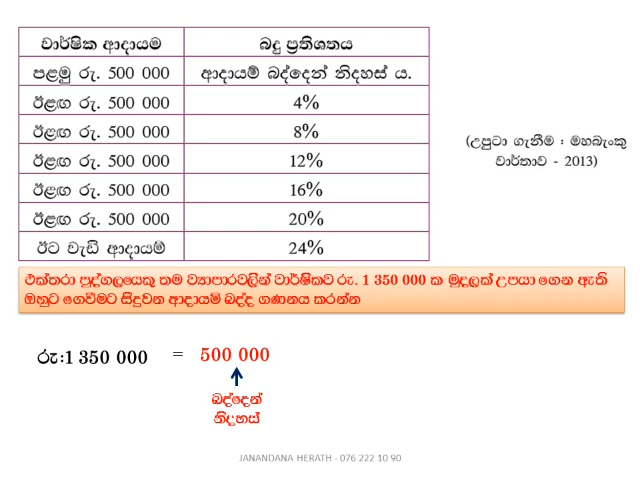 වාර්ෂික ආදායම බදු ප්‍රතිශතය
පළමු රු. 500 000 ආදායම් බද්දෙන් නිදහස් ය.
ඊළඟ රු. 500 000 4%
ඊළඟ රු. 500 000 8%
ඊළඟ රු. 500 000 12%
ඊළඟ රු. 500 000 16%
ඊළඟ රු. 500 000 20%
ඊට වැඩි ආදායම් 24%
(උපුටා ගැනීම : මහබැංකු
වාර්තාව - 2013)
එක්තරා පුද්ගලයෙකු තම ව්‍යාපාරවලින් වාර්ෂිකව රු. 1 350 000 ක මුදලක් උපයා ගෙන ඇති
ඔහුට ගෙවීමට සිදුවන ආදායම් බද්ද ගණනය කරන්න
රු:1 350 000 = 500 000
බද්දෙන්
නිදහස්
JANANDANA HERATH - 076 222 10 90